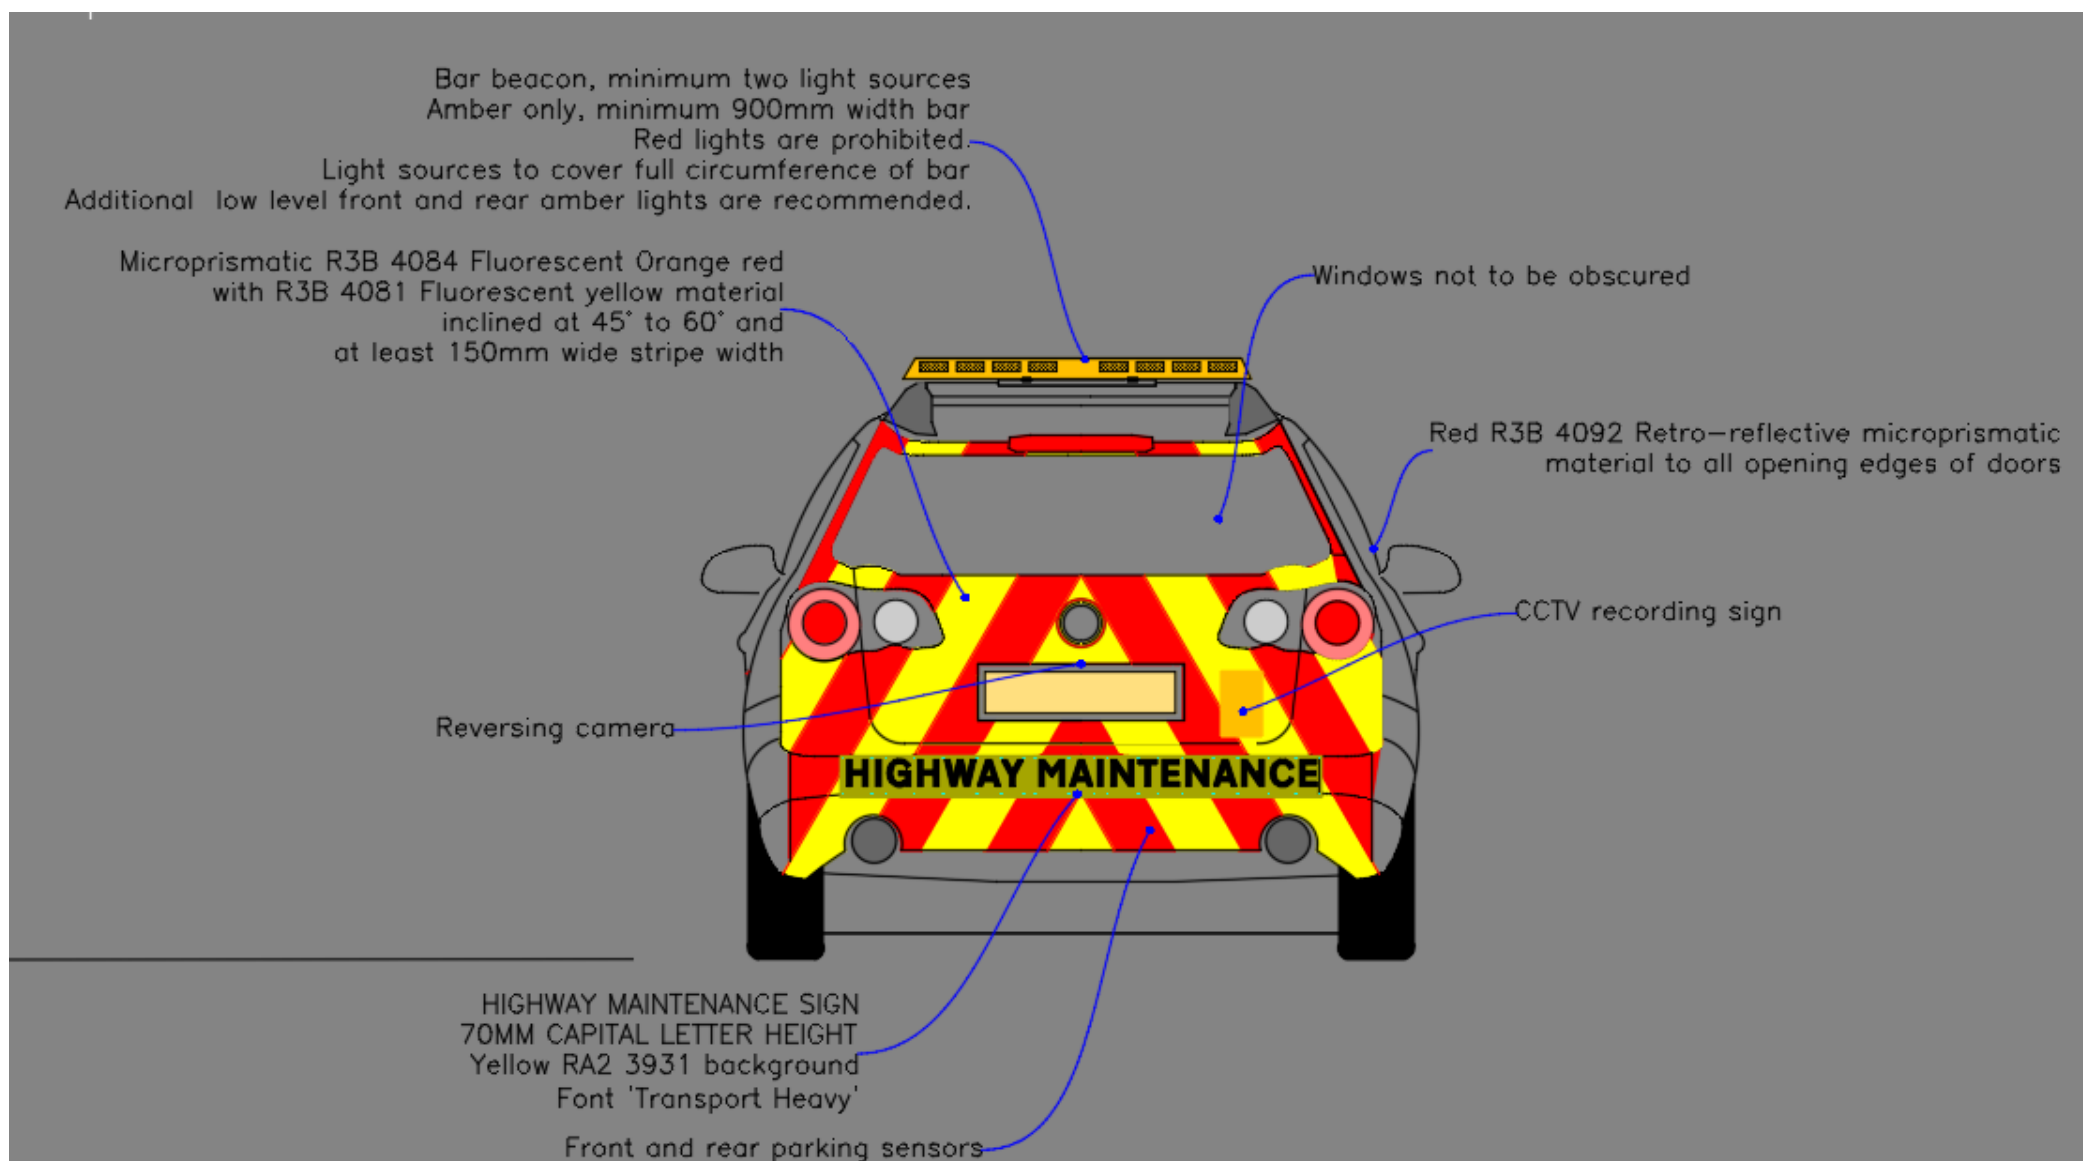 Bar beacon, minimum two light sources
Amber only, minimum 900mm width bar
Red lights are prohibited.
Light sources to cover full circumference of bar
Additional low level front and rear amber lights are recommended.
Microprismatic R3B 4084 Fluorescent Orange red
with R3B 4081 Fluorescent yellow material
inclined at 45° to 60° and
at least 150mm wide stripe width
Windows not to be obscured
Red R3B 4092 Retro-reflective microprismatic
material to all opening edges of doors
CCTV recording sign
Reversing camera
HIGHWAY MAINTENANCE
HIGHWAY MAINTENANCE SIGN
70MM CAPITAL LETTER HEIGHT
Yellow RA2 3931 background
Font 'Transport Heavy'
Front and rear parking sensors